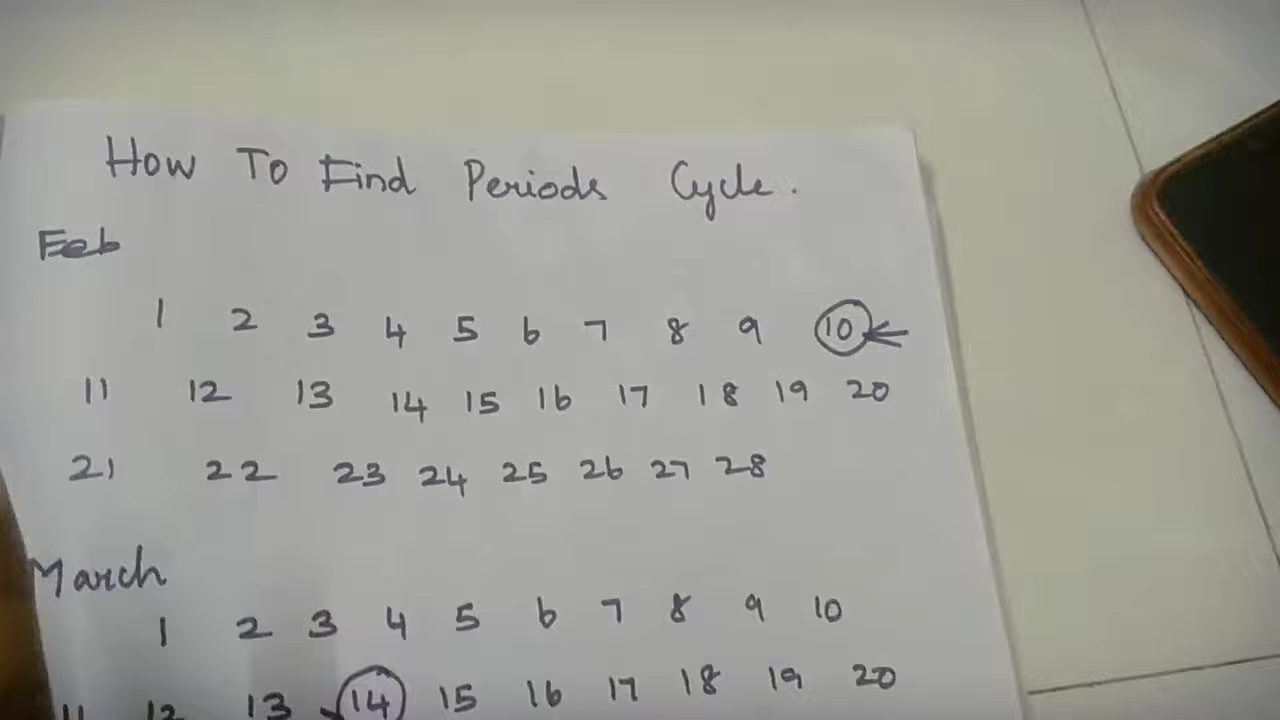 How To Find Periods Cycle.
Feb
1 2 3 4 5 6 7 8 9 10
11 12 13 14 15 16 17 18 19 20
21 22 23 24 25 26 27 28
March
1 2 3 4 5 6 7 8 9 10
11 12 13 14 15 16 17 18 19 20